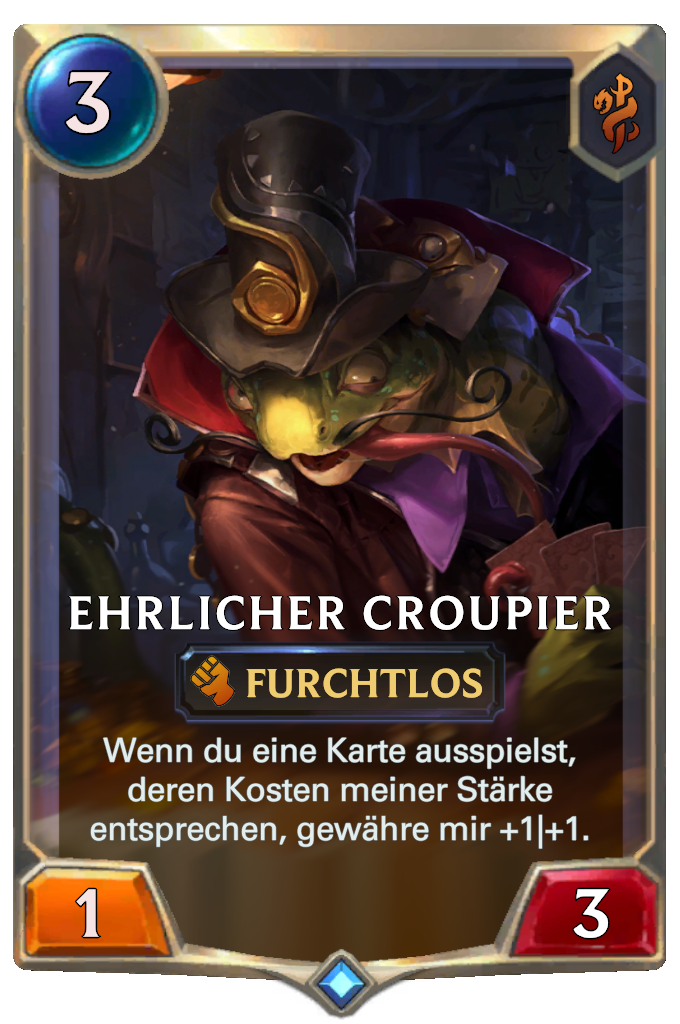 3
EHRLICHER CROUPIER
FURCHTLOS
Wenn du eine Karte ausspielst,
deren Kosten meiner Stärke
entsprechen, gewähre mir +1|+1.
1
3